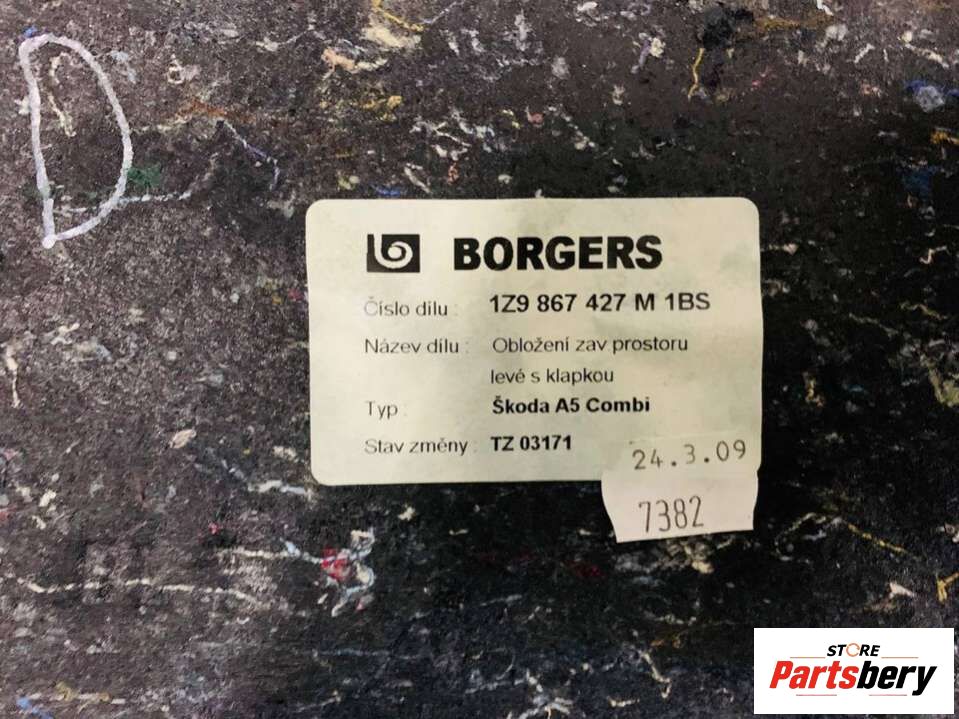 D
BORGERS
Číslo dílu : 1Z9 867 427 M 1BS
Název dílu : Obložení zav prostoru
levé s klapkou
Typ : Škoda A5 Combi
Stav změny : TZ 03171
24.3.09
7382
STORE
Partsbery